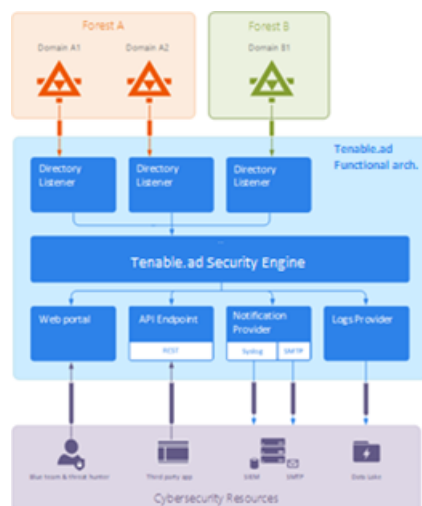 Forest A
Forest B
Domain A1
Domain A2
Domain B1
Tenable.ad
Functional arch.
Directory
Listener
Directory
Listener
Directory
Listener
Tenable.ad Security Engine
Web portal
API Endpoint
Notification
Provider
Logs Provider
REST
Syslog
SMTP
Blue team & threat hunter
Third party app
SIEM
SMTP
Data Lake
Cybersecurity Resources